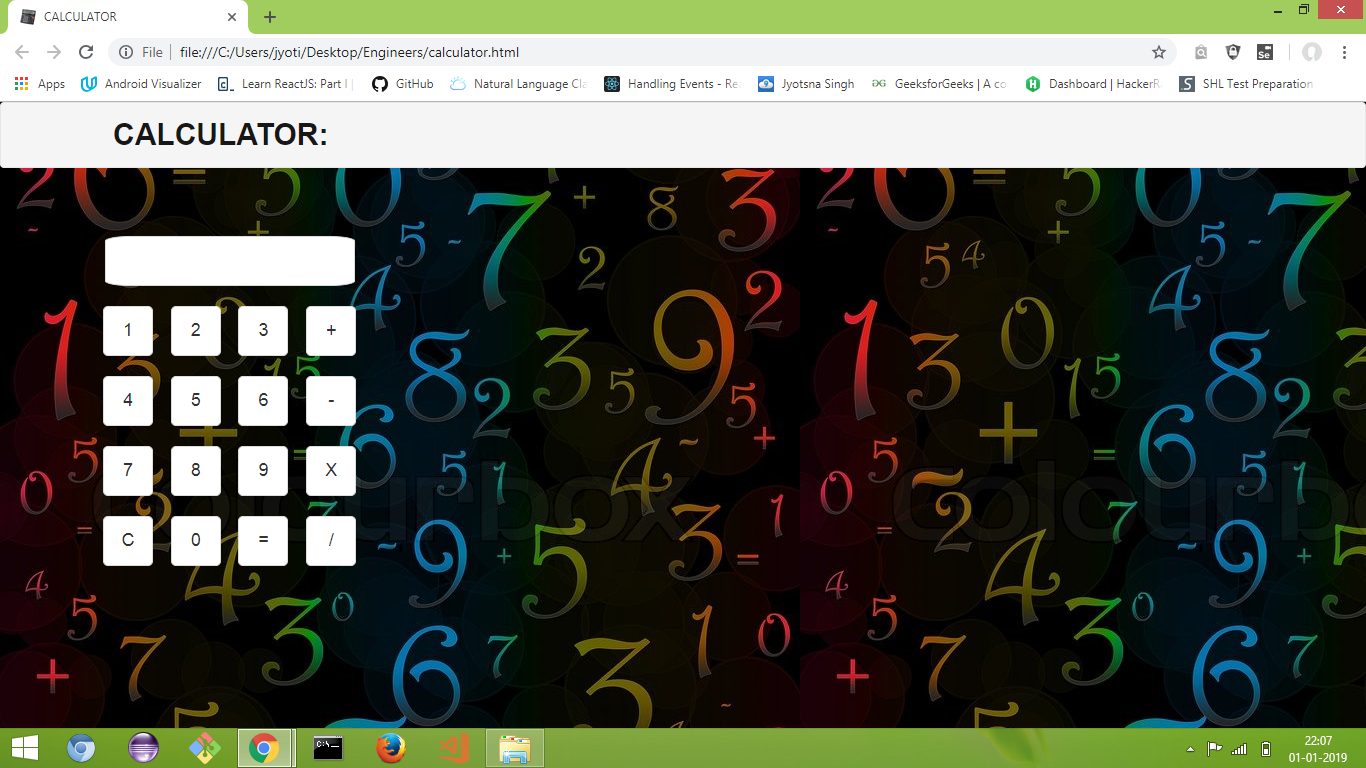 CALCULATOR
File file:///C:/Users/jyoti/Desktop/Engineers/calculator.html
Apps Android Visualizer Learn ReactJS: Part I GitHub Natural Language Cla Handling Events - Rea Jyotsna Singh GeeksforGeeks | A co Dashboard | HackerR SHL Test Preparation
CALCULATOR:
1 2 3 +
4 5 6 -
7 8 9 X
C 0 = /
colourbox
22:07
01-01-2019